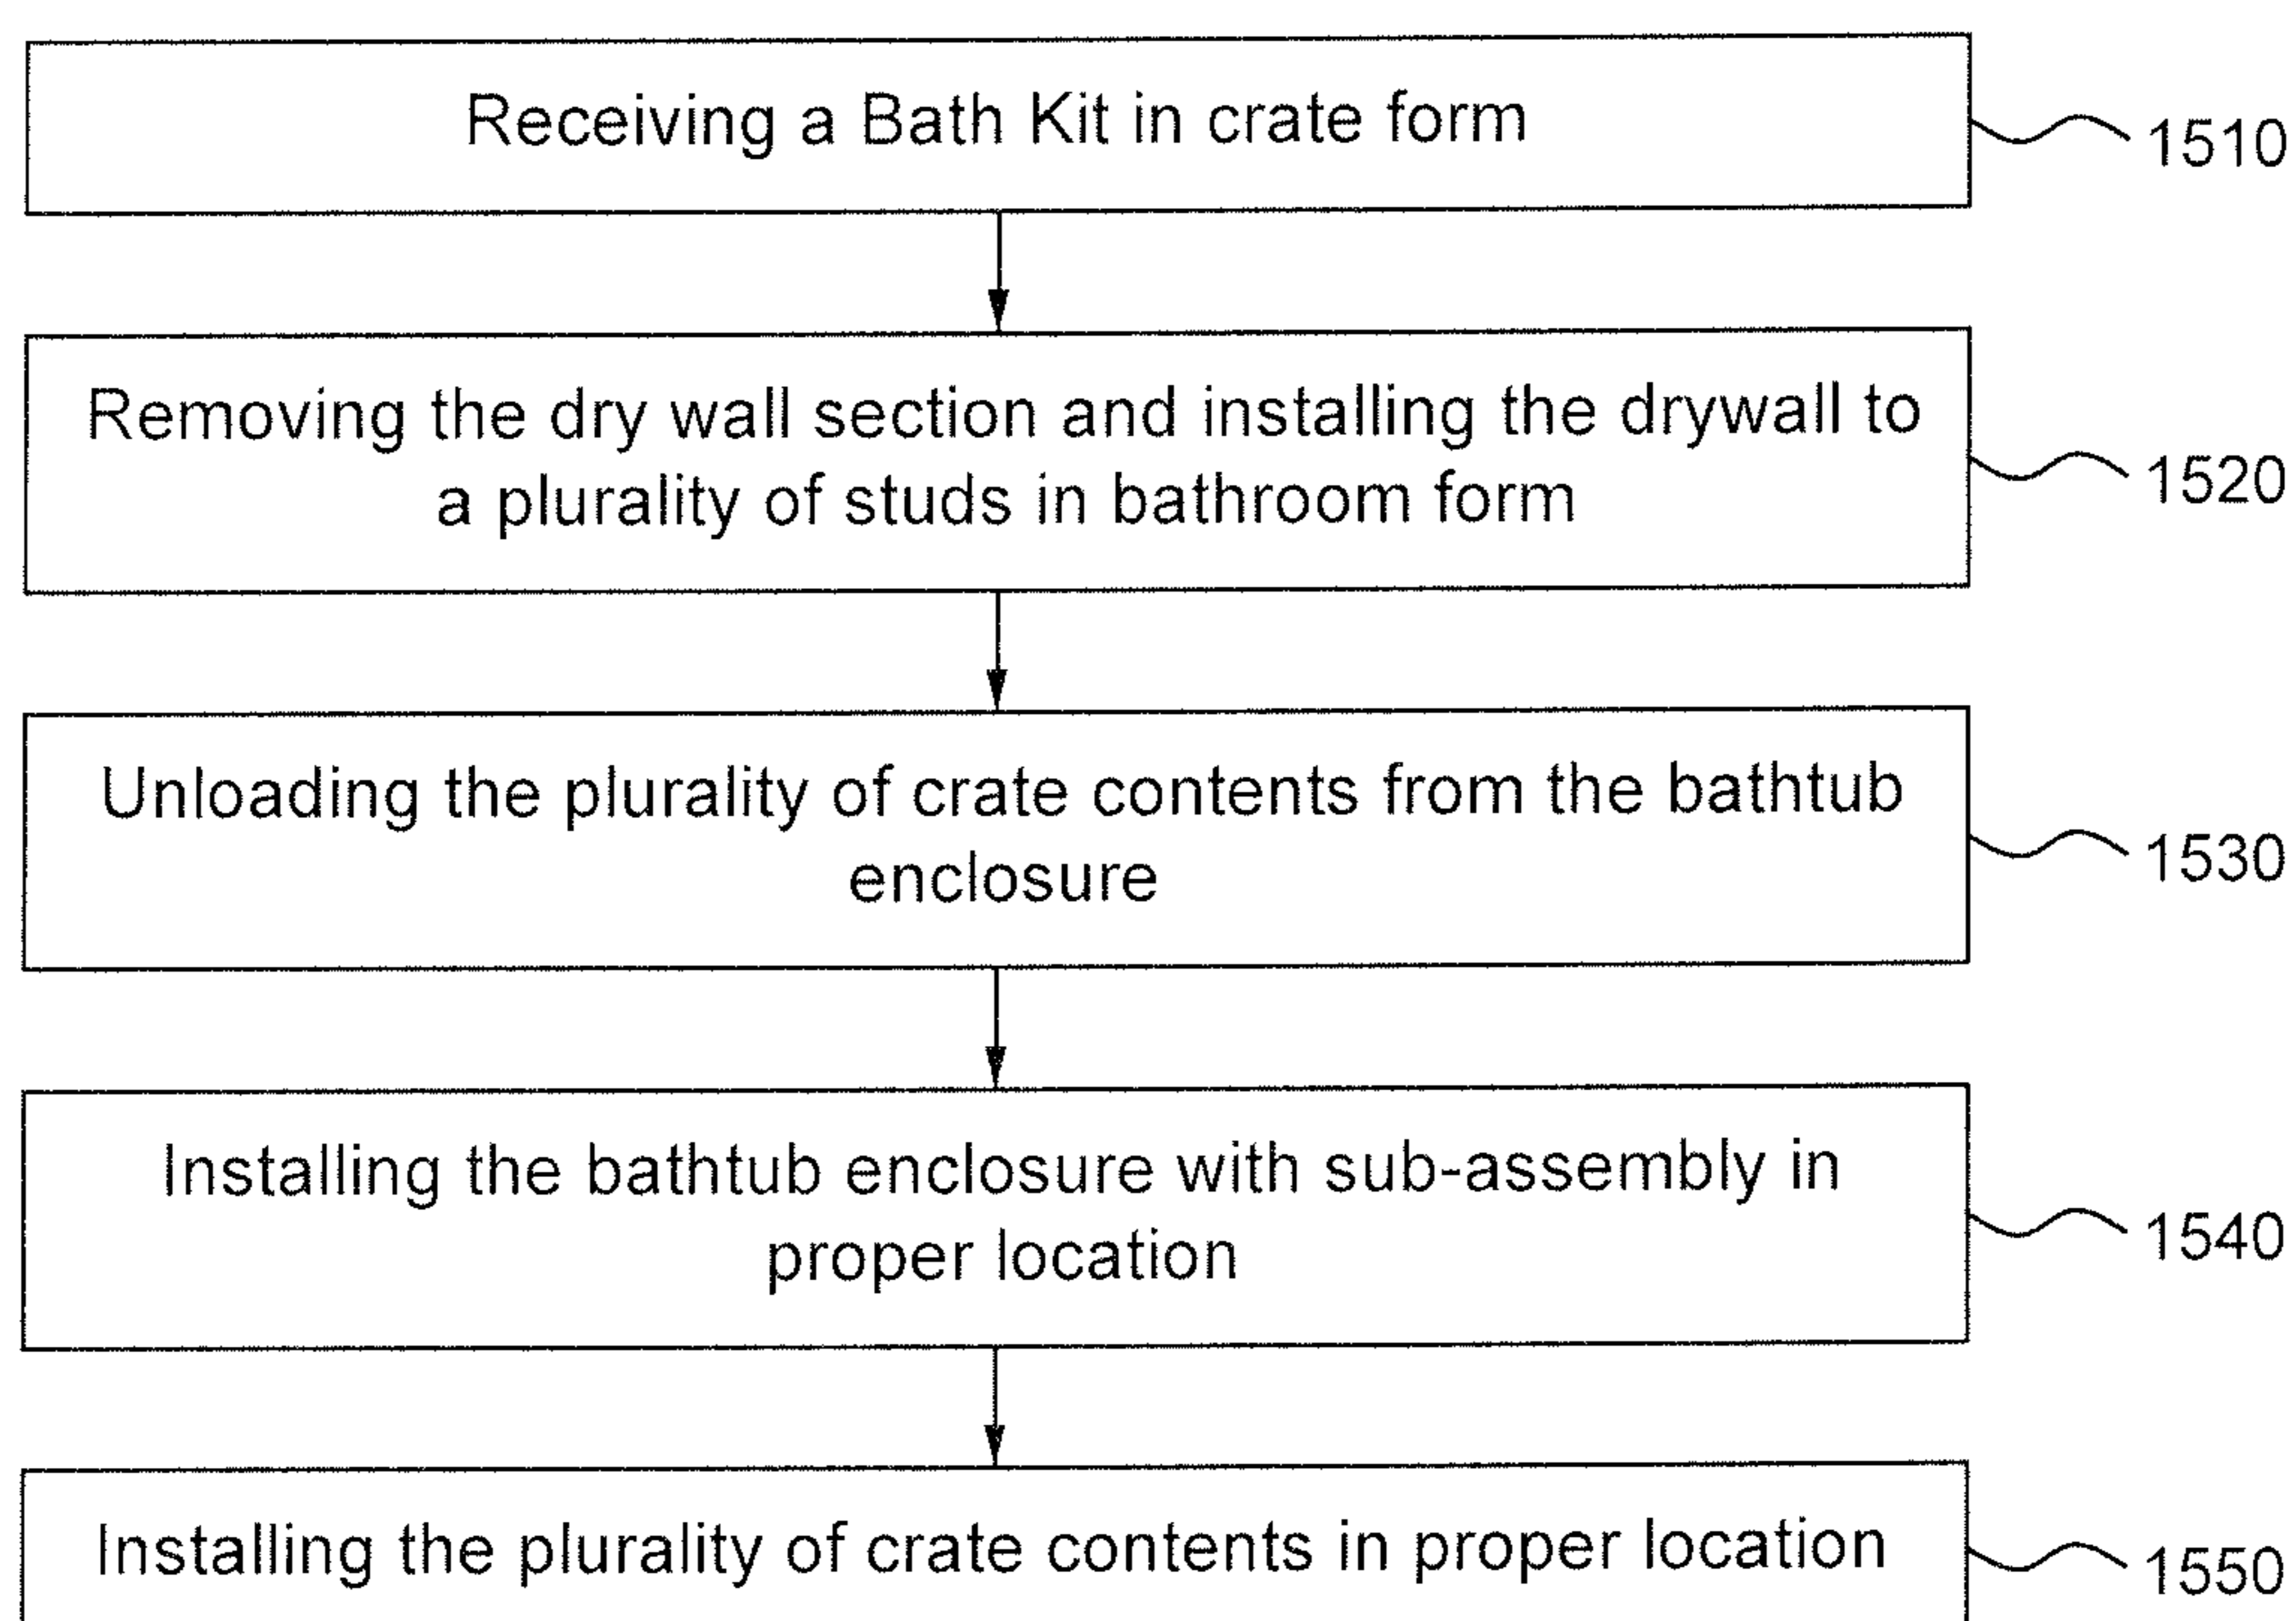 Receiving a Bath Kit in crate form
1510
Removing the dry wall section and installing the drywall to
a plurality of studs in bathroom form
1520
Unloading the plurality of crate contents from the bathtub
enclosure
1530
Installing the bathtub enclosure with sub-assembly in
proper location
1540
Installing the plurality of crate contents in proper location
1550